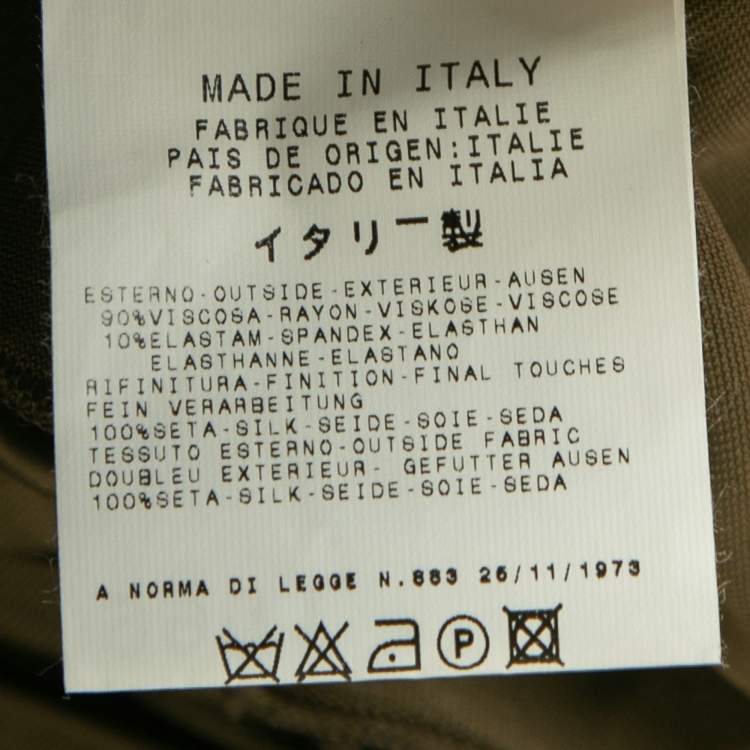 MADE IN ITALY
FABRIQUE EN ITALIE
PAIS DE ORIGEN:ITALIE
FABRICADO EN ITALIA
イタリー製
ESTERNO-OUTSIDE-EXTERIEUR-AUSEN
90%VISCOSA-RAYON-VISKOSE-VISCOSE
10%ELASTAM-SPANDEX-ELASTHAN
ELASTHANNE-ELASTANO
RIFINITURA-FINITION-FINAL TOUCHES
FEIN VERARBEITUNG
100%SETA-SILK-SEIDE-SOIE-SEDA
TESSUTO ESTERNO-OUTSIDE FABRIC
DOUBLEU EXTERIEUR- GEFUTTER AUSEN
100%SETA-SILK-SEIDE-SOIE-SEDA
A NORMA DI LEGGE N.883 26/11/1973
P